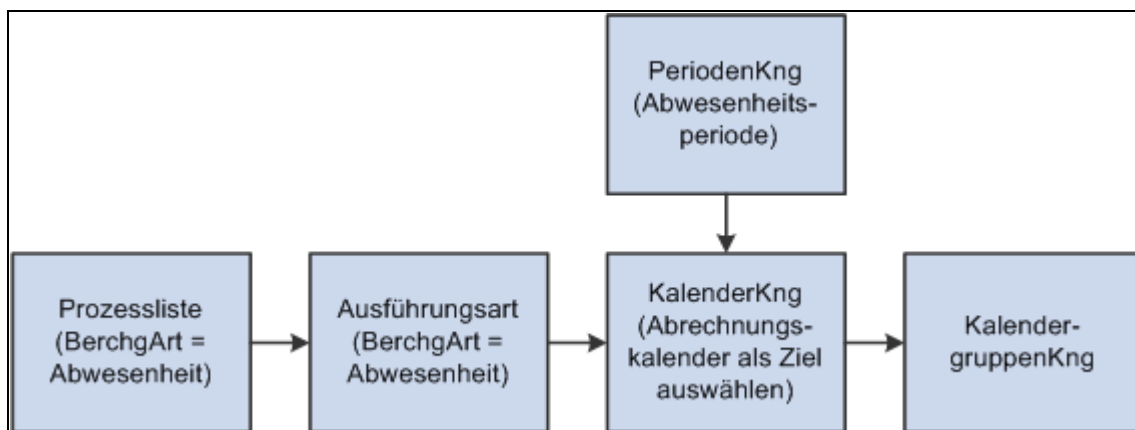 PeriodenKng
(Abwesenheits-
periode)
Prozessliste
(BerchgArt =
Abwesenheit)
Ausführungsart
(BerchgArt =
Abwesenheit)
KalenderKng
(Abrechnungs-
kalender als Ziel
auswählen)
Kalender-
gruppenKng